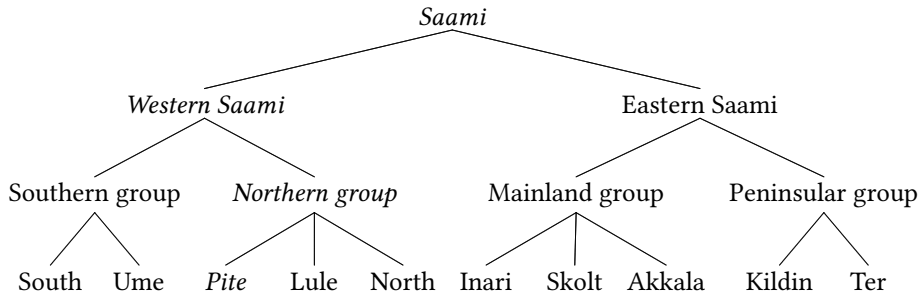 Saami
Western Saami Eastern Saami
Southern group Northern group Mainland group Peninsular group
South Ume Pite Lule North Inari Skolt Akkala Kildin Ter